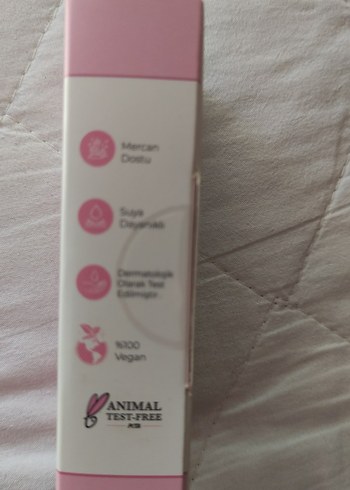 Mercan
Dostu
Suya
Dayanıklı
Dermatolojik
Olarak Test
Edilmiştir.
%100
Vegan
ANIMAL
TEST-FREE